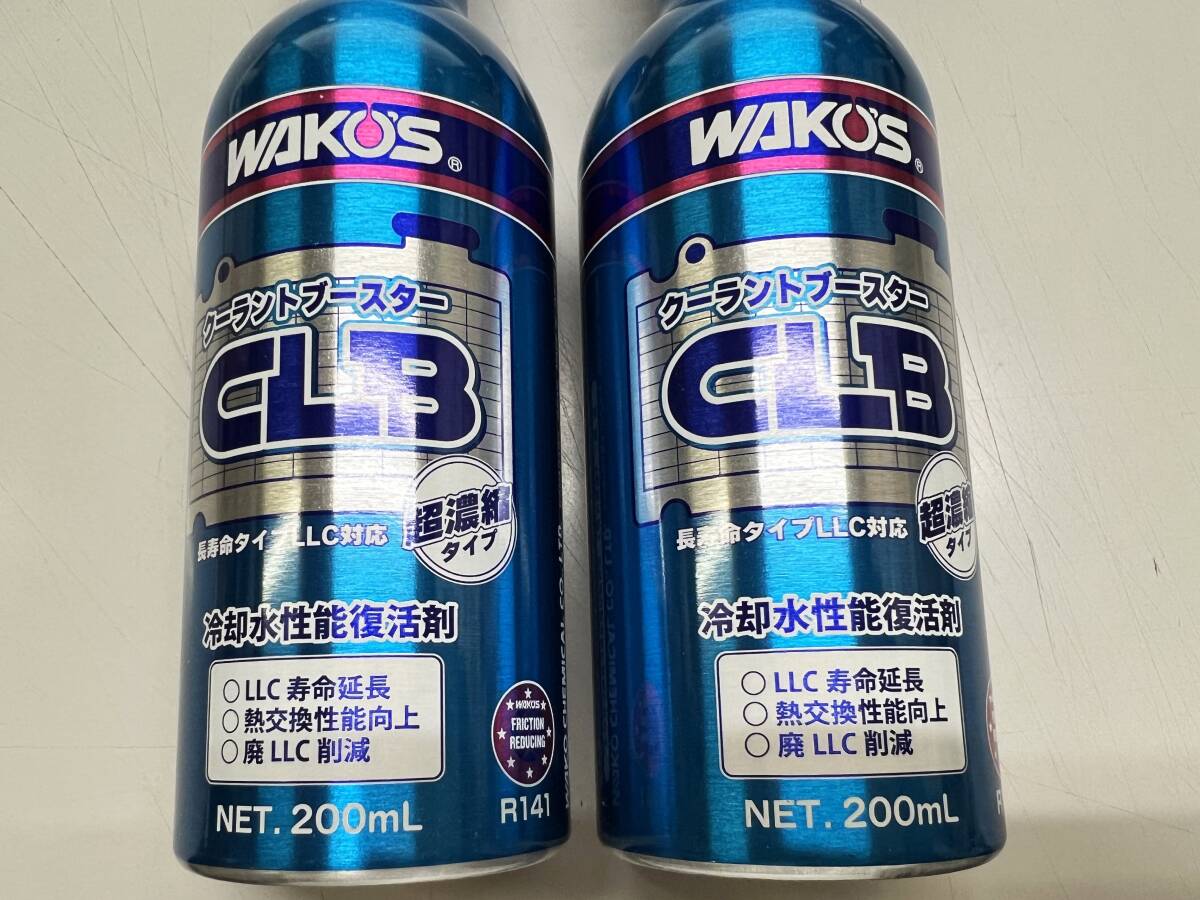 WAKO'S®
クーラントブースター
CLB
超濃縮
タイプ
長寿命タイプLLC対応
冷却水性能復活剤
○ LLC 寿命延長
○ 熱交換性能向上
○ 廃 LLC 削減
WAKO'S
FRICTION
REDUCING
NET. 200mL
R141
WAKO CHEMICAL CO.,LTD.
WAKO'S®
クーラントブースター
CLB
超濃縮
タイプ
長寿命タイプLLC対応
冷却水性能復活剤
○ LLC 寿命延長
○ 熱交換性能向上
○ 廃 LLC 削減
NET. 200mL